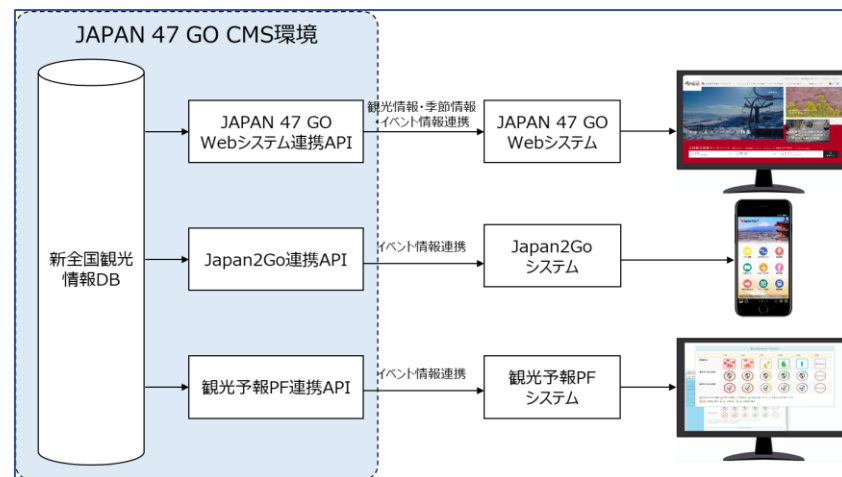 JAPAN 47 GO CMS環境
新全国観光
情報DB
JAPAN 47 GO
Webシステム連携API
観光情報・季節情報
・イベント情報連携
JAPAN 47 GO
Webシステム
Japan2Go連携API
イベント情報連携
Japan2Go
システム
観光予報PF連携API
イベント情報連携
観光予報PF
システム